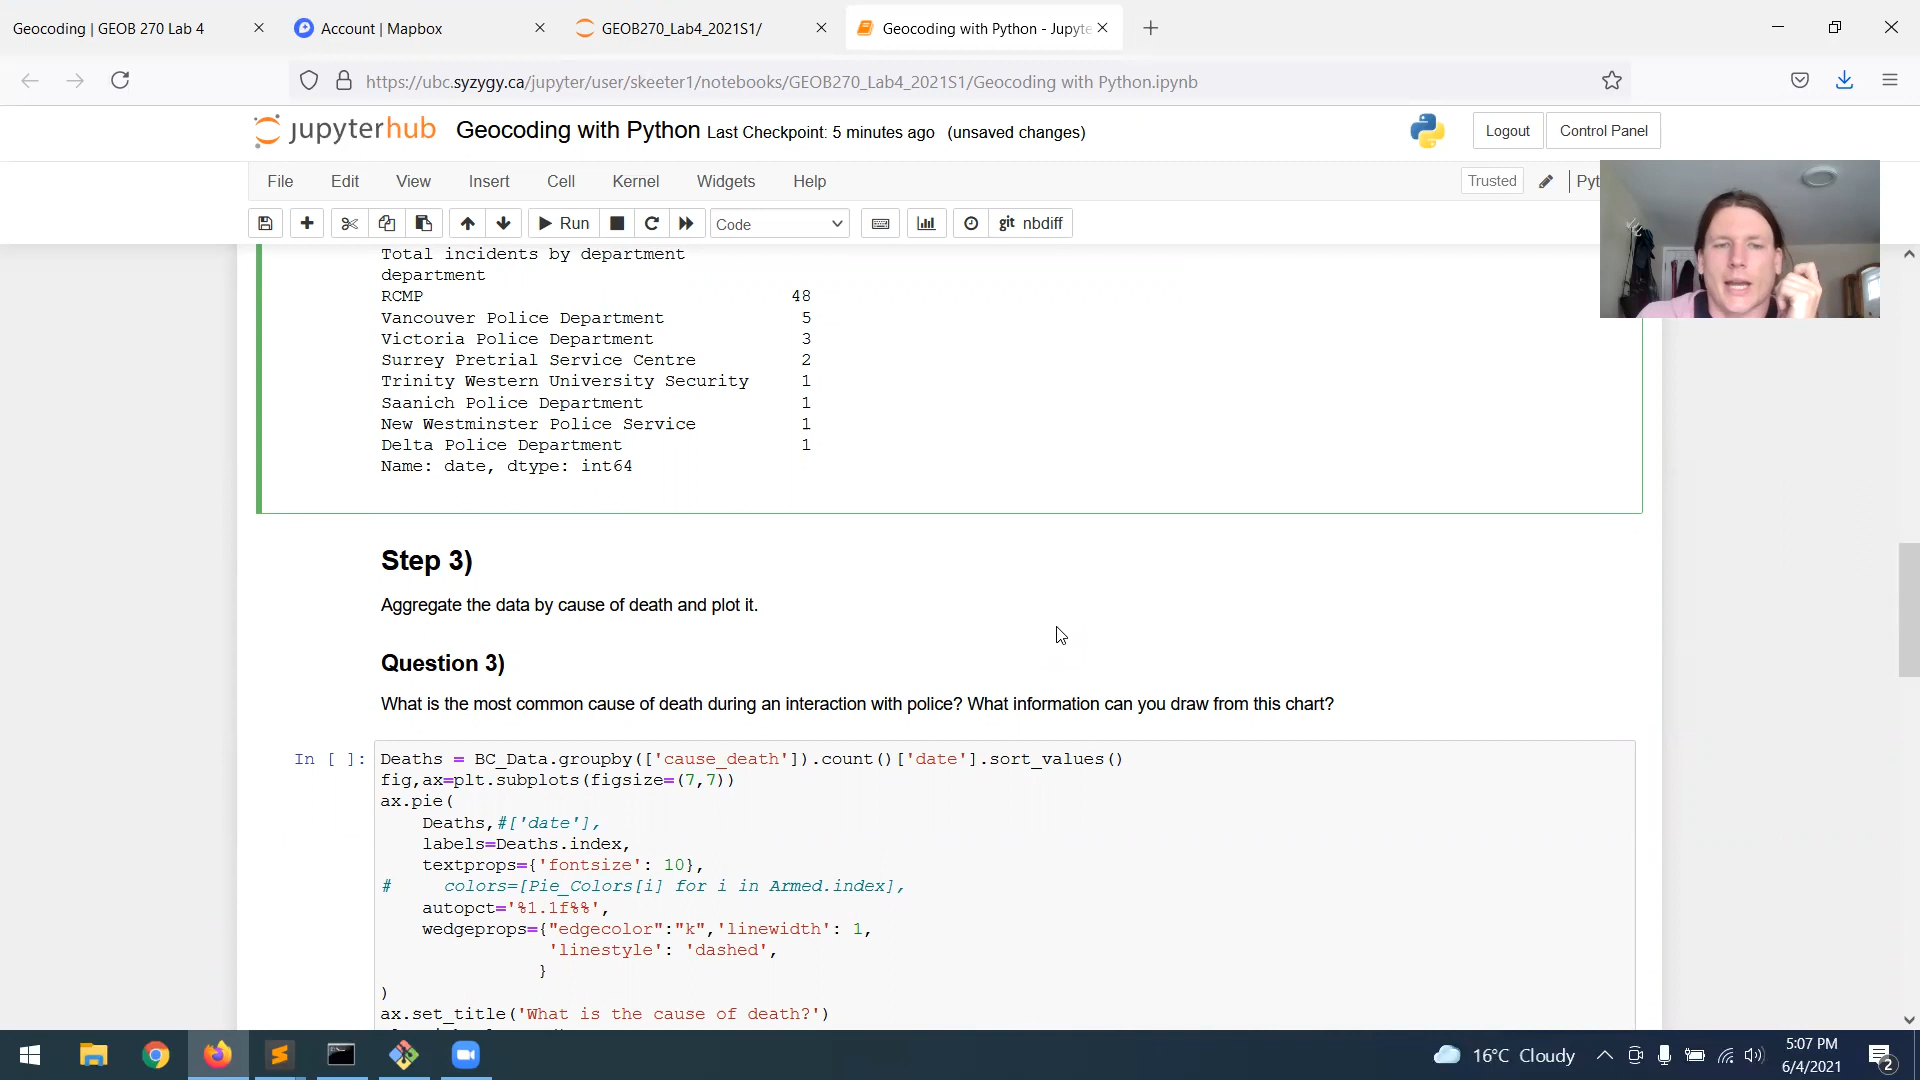 Geocoding | GEOB 270 Lab 4
Account | Mapbox
GEOB270_Lab4_2021S1/
Geocoding with Python - Jupyte
https://ubc.syzygy.ca/jupyter/user/skeeter1/notebooks/GEOB270_Lab4_2021S1/Geocoding with Python.ipynb
jupyterhub Geocoding with Python Last Checkpoint: 5 minutes ago (unsaved changes)
Logout Control Panel
File Edit View Insert Cell Kernel Widgets Help
Trusted Pyt
Run Code git nbdiff
Total incidents by department
department
RCMP 48
Vancouver Police Department 5
Victoria Police Department 3
Surrey Pretrial Service Centre 2
Trinity Western University Security 1
Saanich Police Department 1
New Westminster Police Service 1
Delta Police Department 1
Name: date, dtype: int64
Step 3)
Aggregate the data by cause of death and plot it.
Question 3)
What is the most common cause of death during an interaction with police? What information can you draw from this chart?
In [ ]: Deaths = BC_Data.groupby(['cause_death']).count()['date'].sort_values()
fig,ax=plt.subplots(figsize=(7,7))
ax.pie(
Deaths,#['date'],
labels=Deaths.index,
textprops={'fontsize': 10},
# colors=[Pie_Colors[i] for i in Armed.index],
autopct='%1.1f%%',
wedgeprops={"edgecolor":"k",'linewidth': 1,
'linestyle': 'dashed',
}
)
ax.set_title('What is the cause of death?')
16°C Cloudy
5:07 PM
6/4/2021
2